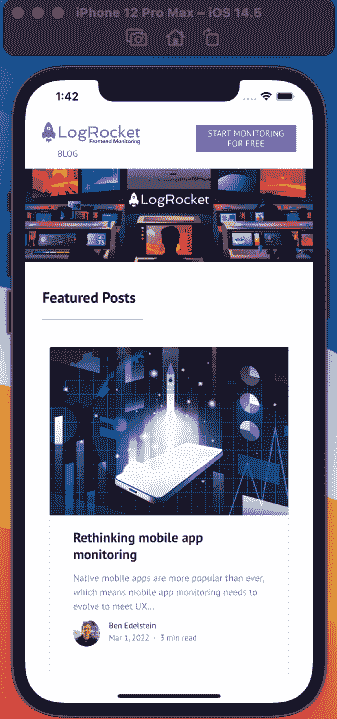 iPhone 12 Pro Max – iOS 14.5
1:42
LogRocket
Frontend Monitoring
BLOG
START MONITORING
FOR FREE
LogRocket
Featured Posts
Rethinking mobile app
monitoring
Native mobile apps are more popular than ever,
which means mobile app monitoring needs to
evolve to meet UX...
Ben Edelstein
Mar 1, 2022 · 3 min read